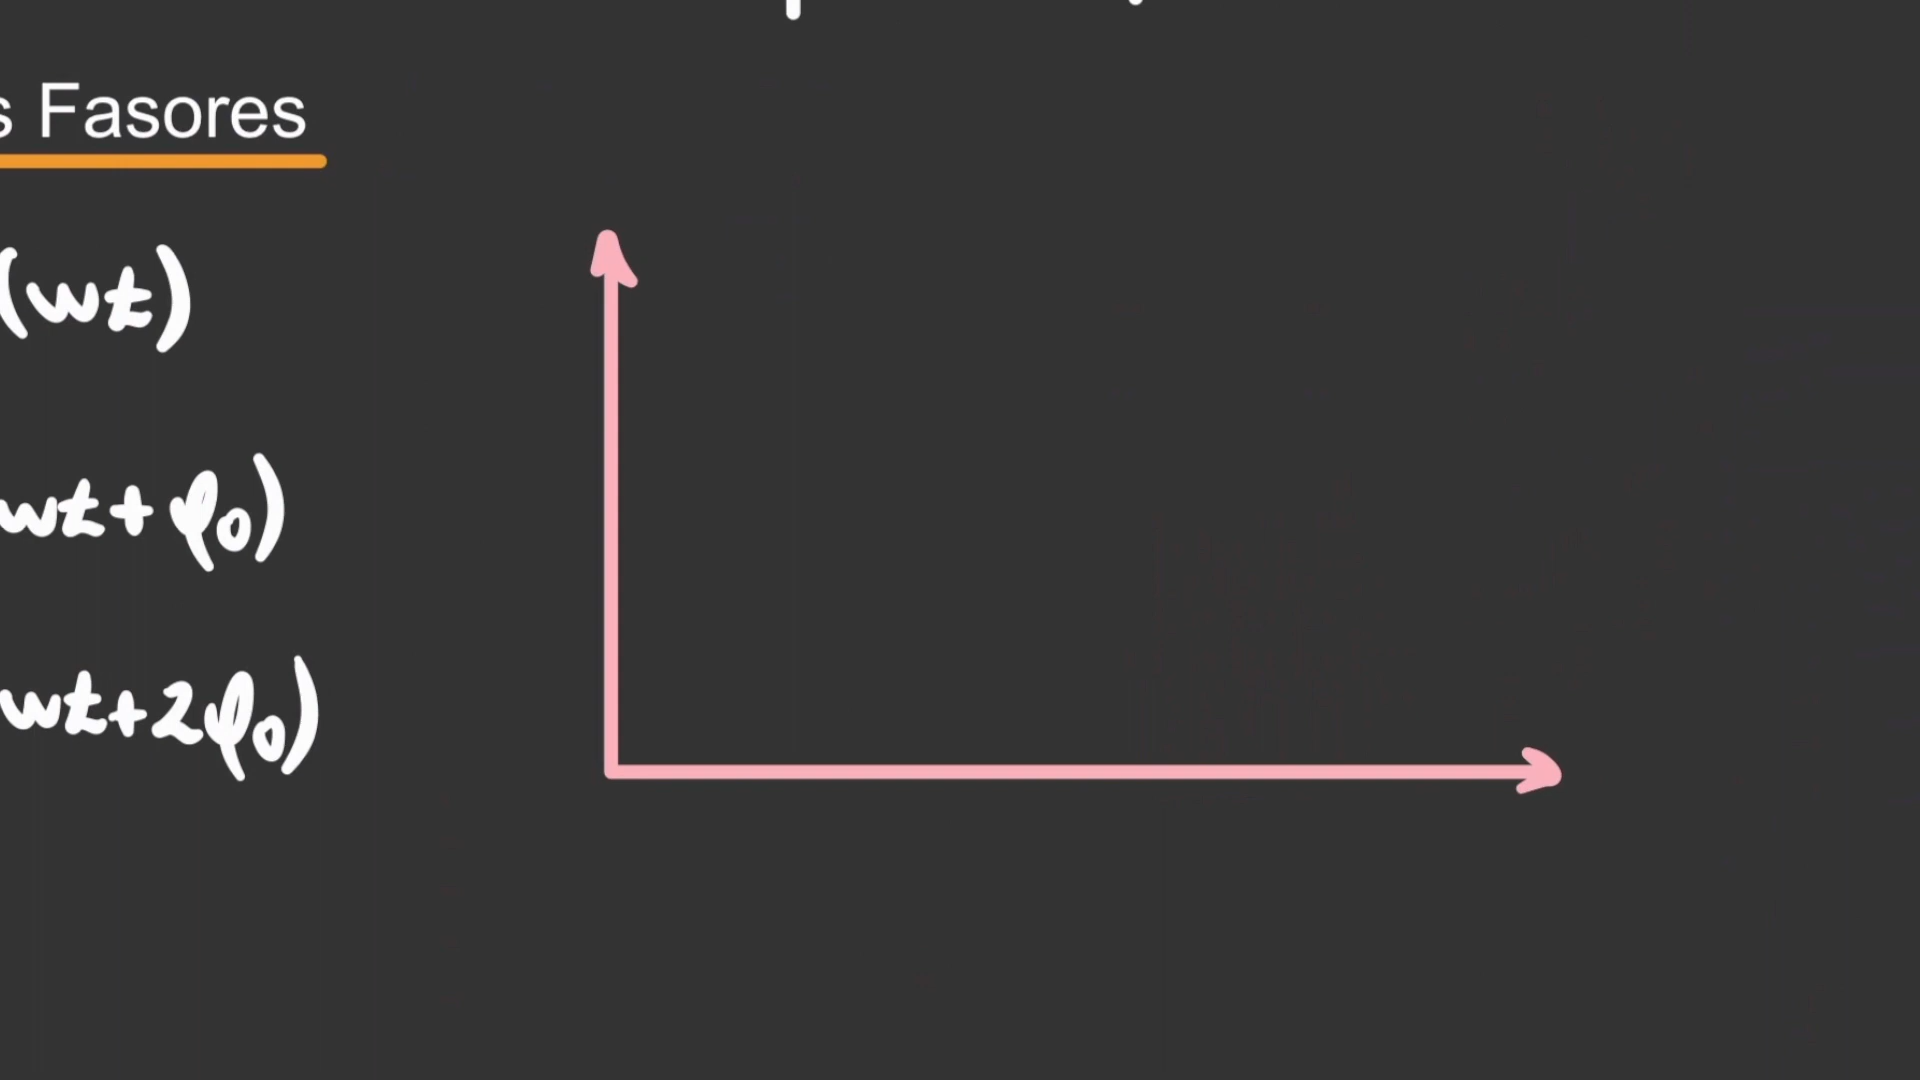 s Fasores
(wt)
wt+φ₀)
wt+2φ₀)